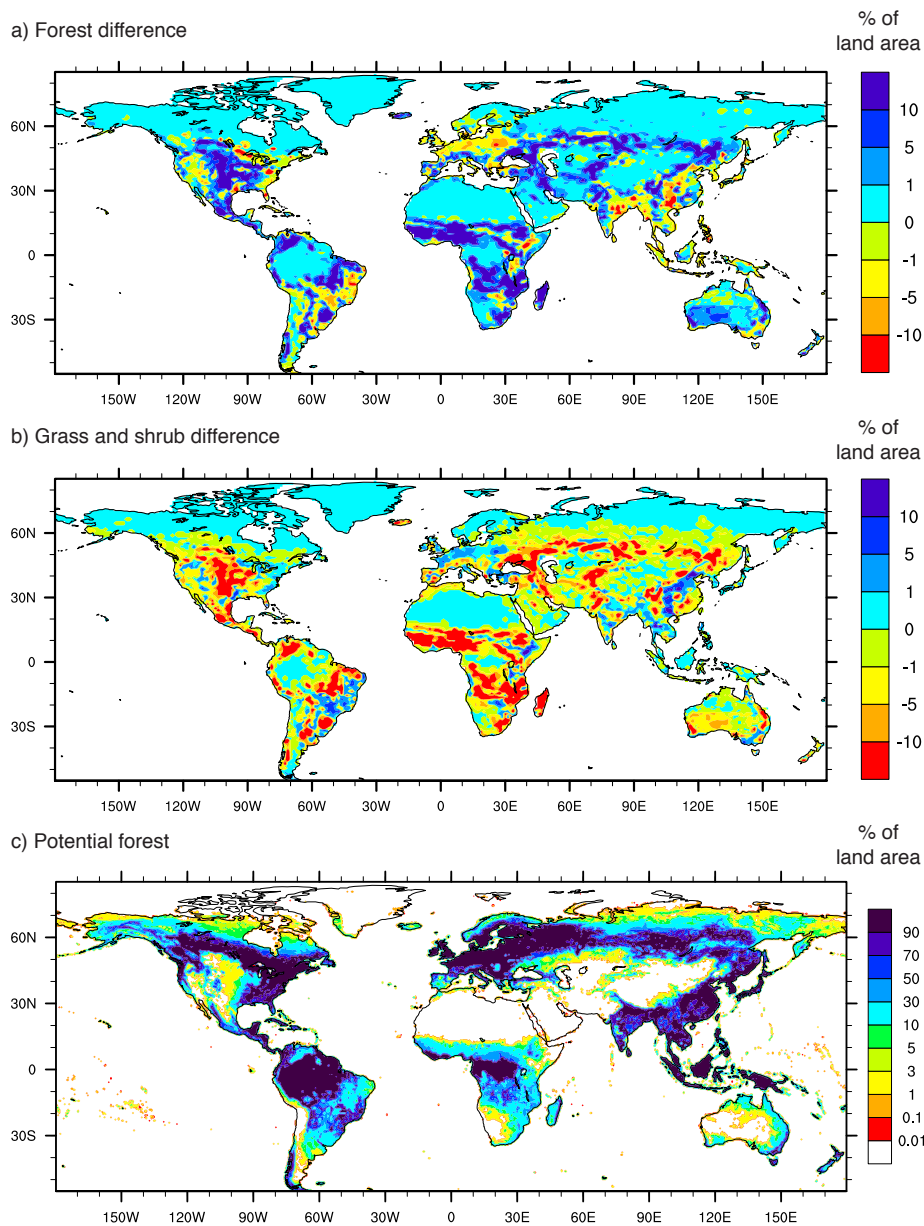 a) Forest difference
% of
land area
60N
30N
0
30S
10
5
1
0
-1
-5
-10
150W 120W 90W 60W 30W 0 30E 60E 90E 120E 150E
b) Grass and shrub difference
% of
land area
60N
30N
0
30S
10
5
1
0
-1
-5
-10
150W 120W 90W 60W 30W 0 30E 60E 90E 120E 150E
c) Potential forest
% of
land area
60N
30N
0
30S
90
70
50
30
10
5
3
1
0.1
0.01
150W 120W 90W 60W 30W 0 30E 60E 90E 120E 150E